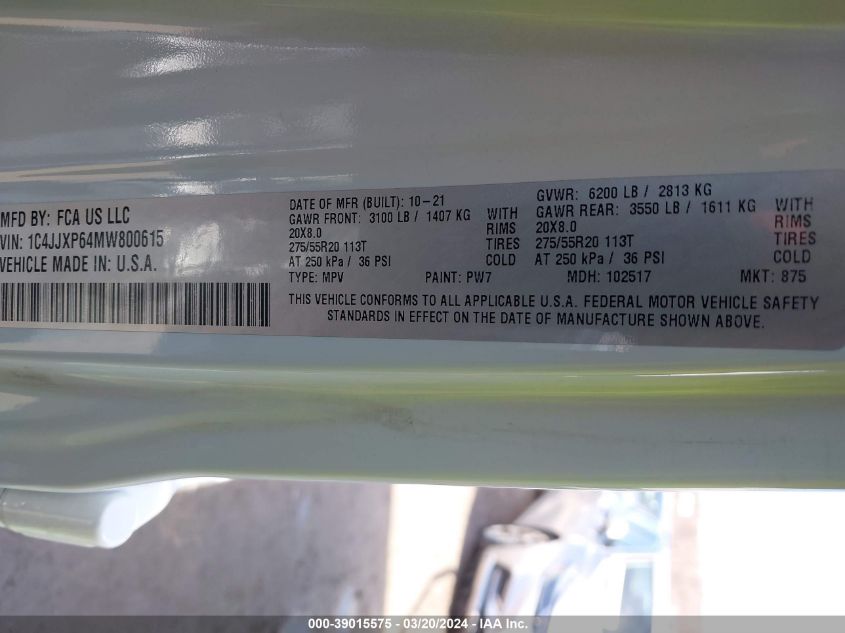 MFD BY: FCA US LLC
VIN: 1C4JJXP64MW800615
VEHICLE MADE IN: U.S.A.
DATE OF MFR (BUILT): 10-21
GAWR FRONT: 3100 LB / 1407 KG WITH
20X8.0 RIMS
275/55R20 113T TIRES
AT 250 kPa / 36 PSI COLD
GVWR: 6200 LB / 2813 KG
GAWR REAR: 3550 LB / 1611 KG WITH
20X8.0 RIMS
275/55R20 113T TIRES
AT 250 kPa / 36 PSI COLD
TYPE: MPV PAINT: PW7 MDH: 102517 MKT: 875
THIS VEHICLE CONFORMS TO ALL APPLICABLE U.S.A. FEDERAL MOTOR VEHICLE SAFETY
STANDARDS IN EFFECT ON THE DATE OF MANUFACTURE SHOWN ABOVE.
000-39015575 - 03/20/2024 - IAA Inc.